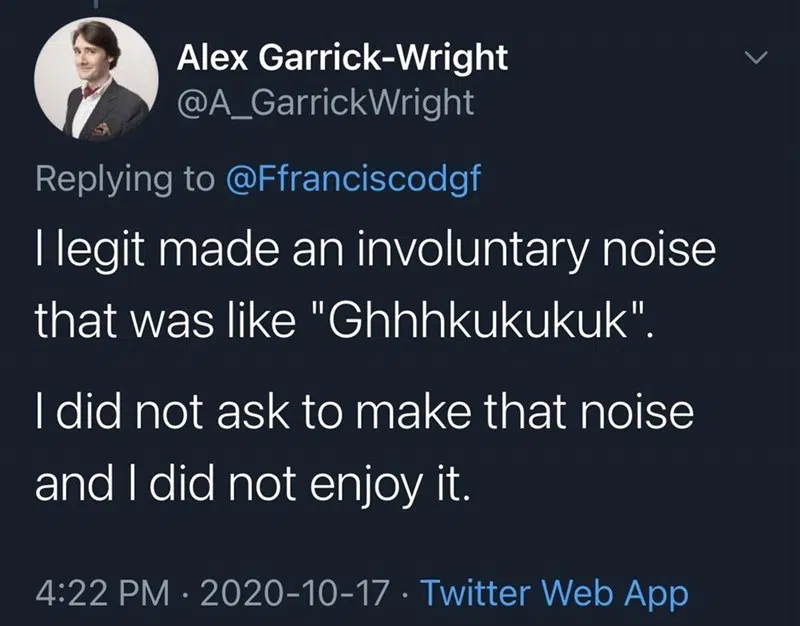 Alex Garrick-Wright
@A_GarrickWright
Replying to @Ffranciscodgf
I legit made an involuntary noise
that was like "Ghhhkukukuk".
I did not ask to make that noise
and I did not enjoy it.
4:22 PM · 2020-10-17 · Twitter Web App